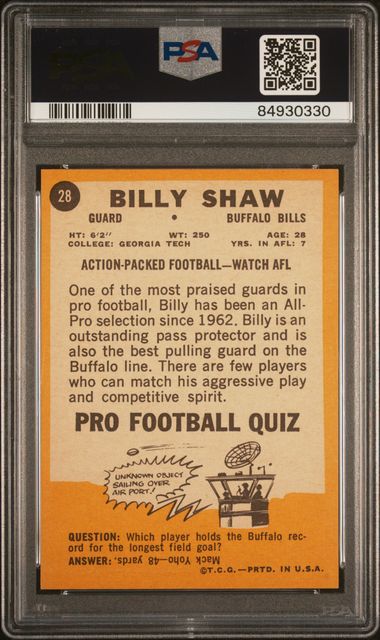 PSA
84930330
28
BILLY SHAW
GUARD • BUFFALO BILLS
HT: 6'2" WT: 250 AGE: 28
COLLEGE: GEORGIA TECH YRS. IN AFL: 7
ACTION-PACKED FOOTBALL—WATCH AFL
One of the most praised guards in
pro football, Billy has been an All-
Pro selection since 1962. Billy is an
outstanding pass protector and is
also the best pulling guard on the
Buffalo line. There are few players
who can match his aggressive play
and competitive spirit.
PRO FOOTBALL QUIZ
UNKNOWN OBJECT
SAILING OVER
AIR PORT!
QUESTION: Which player holds the Buffalo rec-
ord for the longest field goal?
ANSWER: Mack Yoho—48 yards.
©T.C.G.—PRTD. IN U.S.A.
PSA